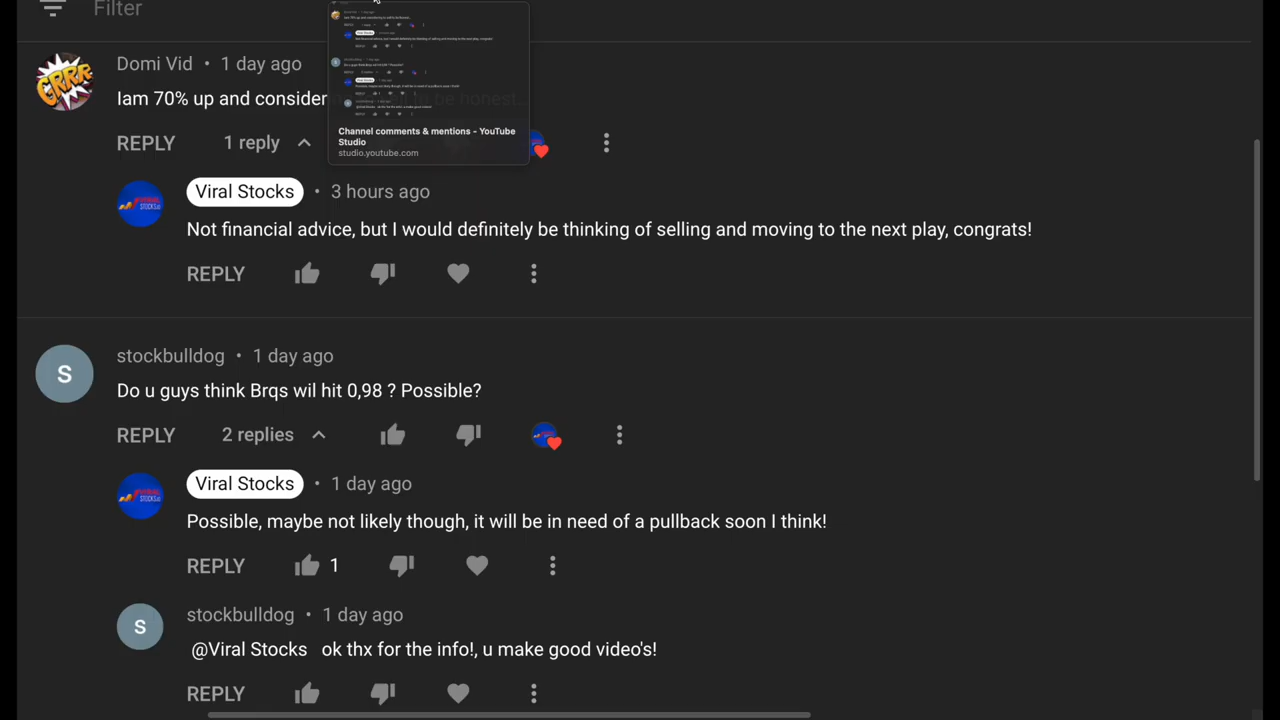 Filter
Domi Vid • 1 day ago
Iam 70% up and consider to be honest...
Channel comments & mentions - YouTube
Studio
studio.youtube.com
REPLY 1 reply
Viral Stocks • 3 hours ago
Not financial advice, but I would definitely be thinking of selling and moving to the next play, congrats!
REPLY
S
stockbulldog • 1 day ago
Do u guys think Brqs wil hit 0,98 ? Possible?
REPLY 2 replies
Viral Stocks • 1 day ago
Possible, maybe not likely though, it will be in need of a pullback soon I think!
REPLY 1
S
stockbulldog • 1 day ago
@Viral Stocks ok thx for the info!, u make good video's!
REPLY